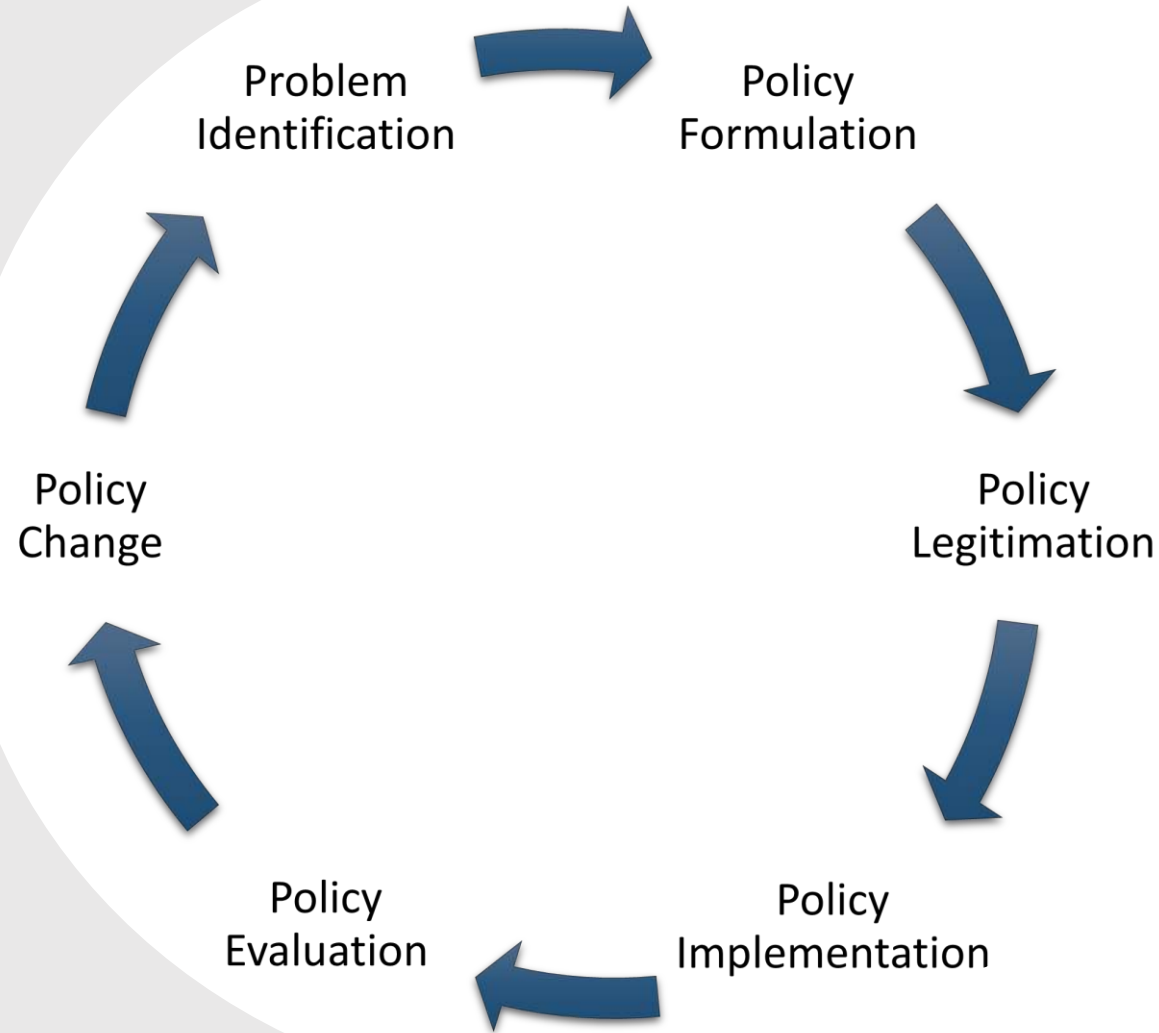 Problem
Identification
Policy
Formulation
Policy
Legitimation
Policy
Implementation
Policy
Evaluation
Policy
Change